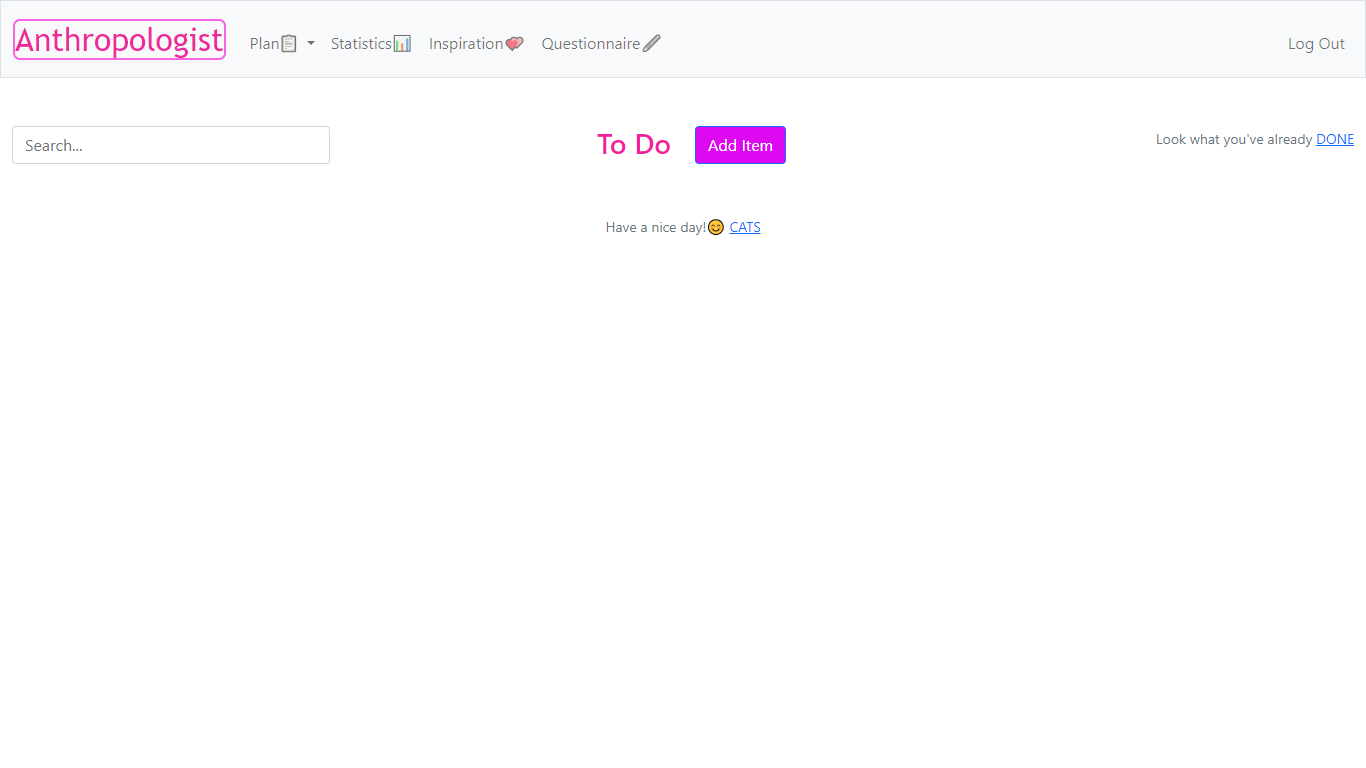 Anthropologist Plan📋 Statistics📊 Inspiration💞 Questionnaire🖊 Log Out
Search... To Do Add Item Look what you've already DONE
Have a nice day!😊 CATS